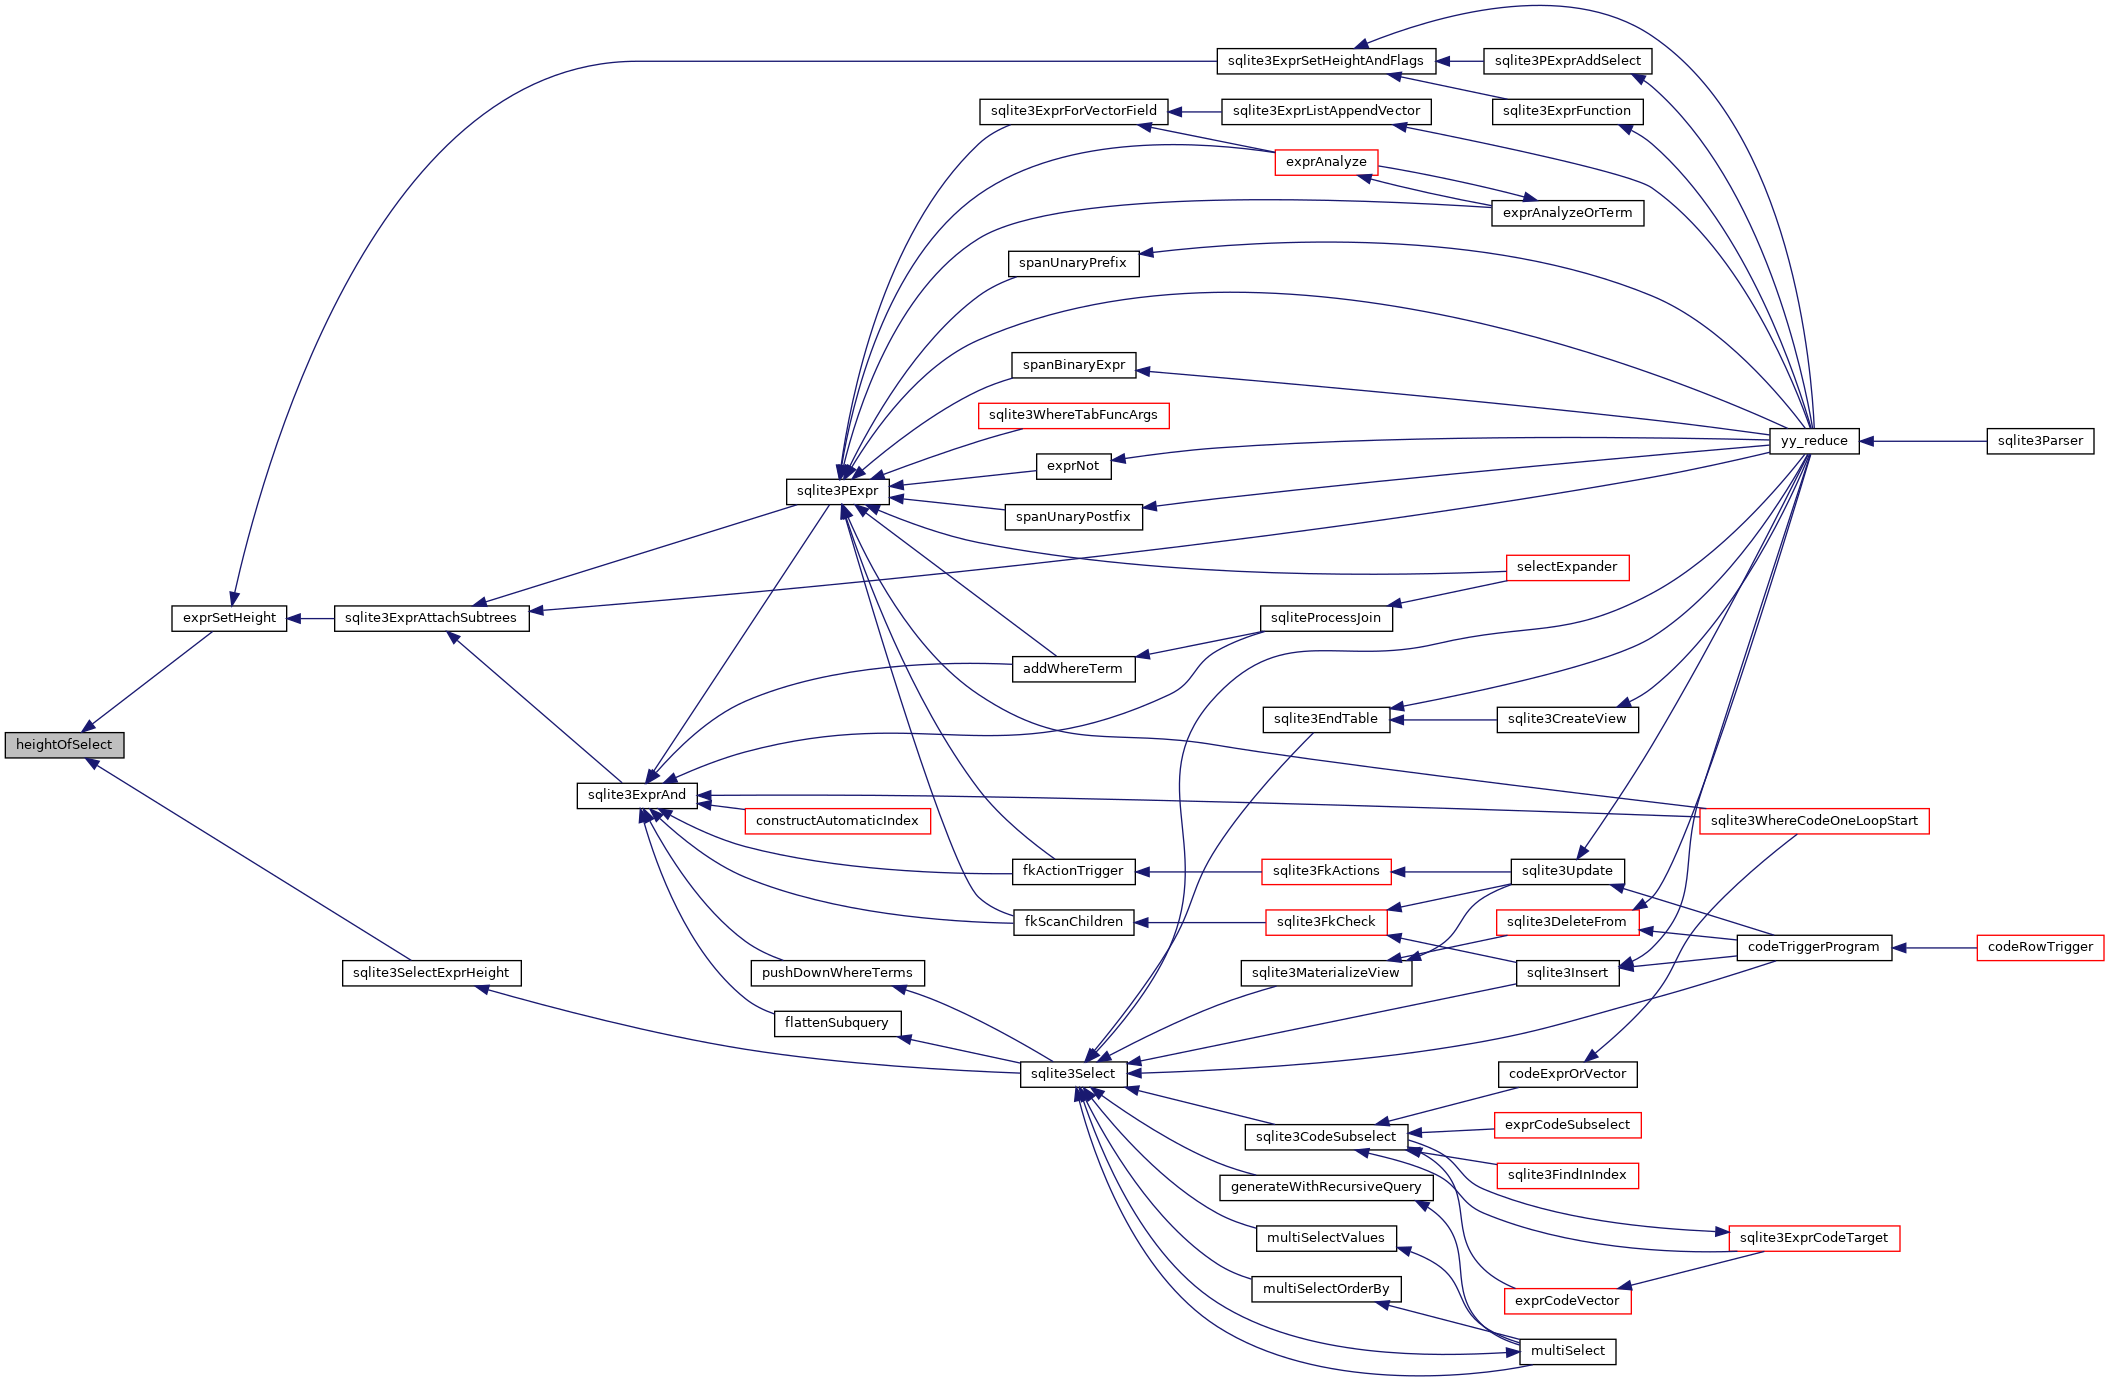 heightOfSelect
exprSetHeight
sqlite3SelectExprHeight
sqlite3ExprAttachSubtrees
sqlite3ExprAnd
sqlite3PExpr
constructAutomaticIndex
pushDownWhereTerms
flattenSubquery
sqlite3ExprForVectorField
spanUnaryPrefix
spanBinaryExpr
sqlite3WhereTabFuncArgs
exprNot
spanUnaryPostfix
addWhereTerm
fkActionTrigger
fkScanChildren
sqlite3Select
sqlite3ExprSetHeightAndFlags
sqlite3ExprListAppendVector
exprAnalyze
sqliteProcessJoin
sqlite3EndTable
sqlite3FkActions
sqlite3FkCheck
sqlite3MaterializeView
sqlite3CodeSubselect
generateWithRecursiveQuery
multiSelectValues
multiSelectOrderBy
sqlite3PExprAddSelect
sqlite3ExprFunction
exprAnalyzeOrTerm
selectExpander
sqlite3CreateView
sqlite3Update
sqlite3DeleteFrom
sqlite3Insert
codeExprOrVector
exprCodeSubselect
sqlite3FindInIndex
exprCodeVector
multiSelect
yy_reduce
sqlite3WhereCodeOneLoopStart
codeTriggerProgram
sqlite3ExprCodeTarget
sqlite3Parser
codeRowTrigger